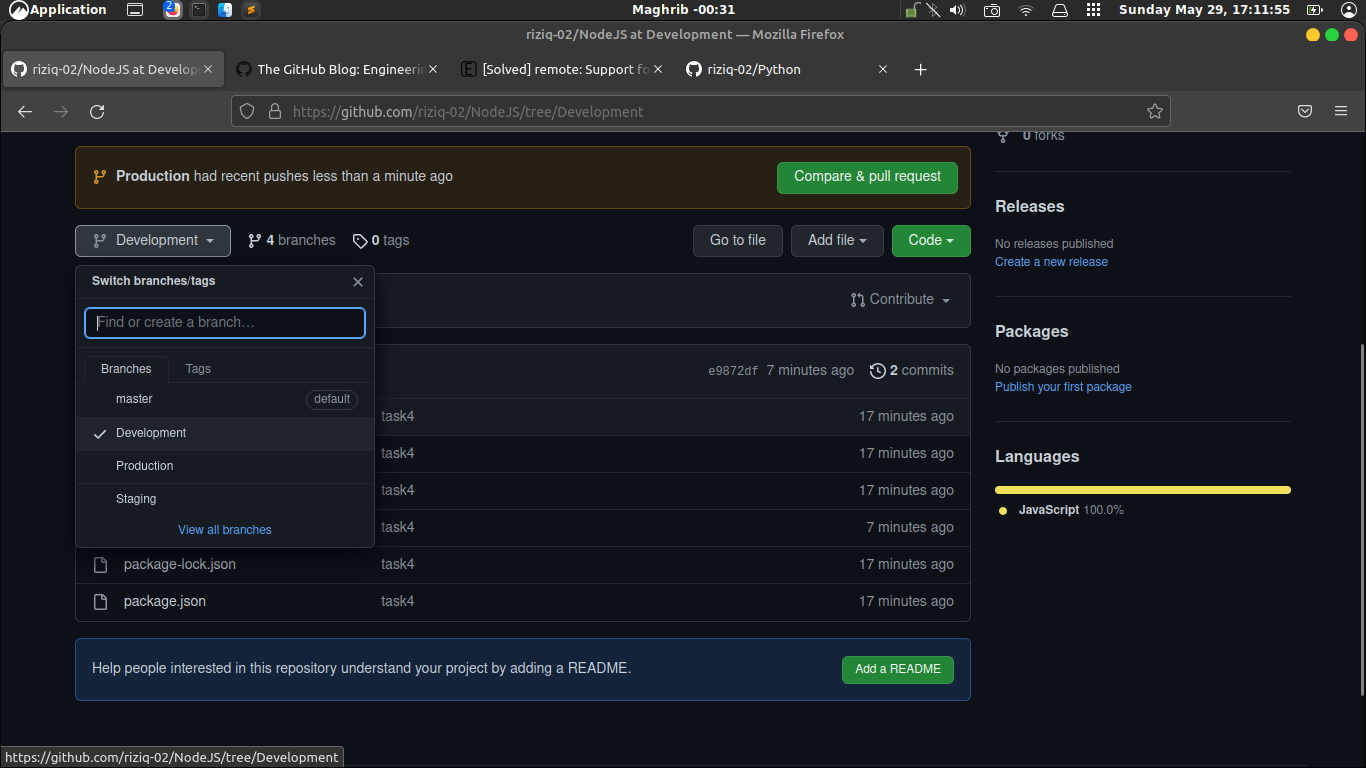 Application
2
Maghrib -00:31
Sunday May 29, 17:11:55
riziq-02/NodeJS at Development — Mozilla Firefox
riziq-02/NodeJS at Develop
The GitHub Blog: Engineerin
[Solved] remote: Support fo
riziq-02/Python
https://github.com/riziq-02/NodeJS/tree/Development
0 forks
Production had recent pushes less than a minute ago
Compare & pull request
Development
4 branches
0 tags
Go to file
Add file
Code
Switch branches/tags
Find or create a branch...
Branches
Tags
master
default
Development
Production
Staging
View all branches
Contribute
e9872df 7 minutes ago
2 commits
task4
17 minutes ago
task4
17 minutes ago
task4
17 minutes ago
task4
7 minutes ago
package-lock.json
task4
17 minutes ago
package.json
task4
17 minutes ago
Help people interested in this repository understand your project by adding a README.
Add a README
Releases
No releases published
Create a new release
Packages
No packages published
Publish your first package
Languages
JavaScript 100.0%
https://github.com/riziq-02/NodeJS/tree/Development